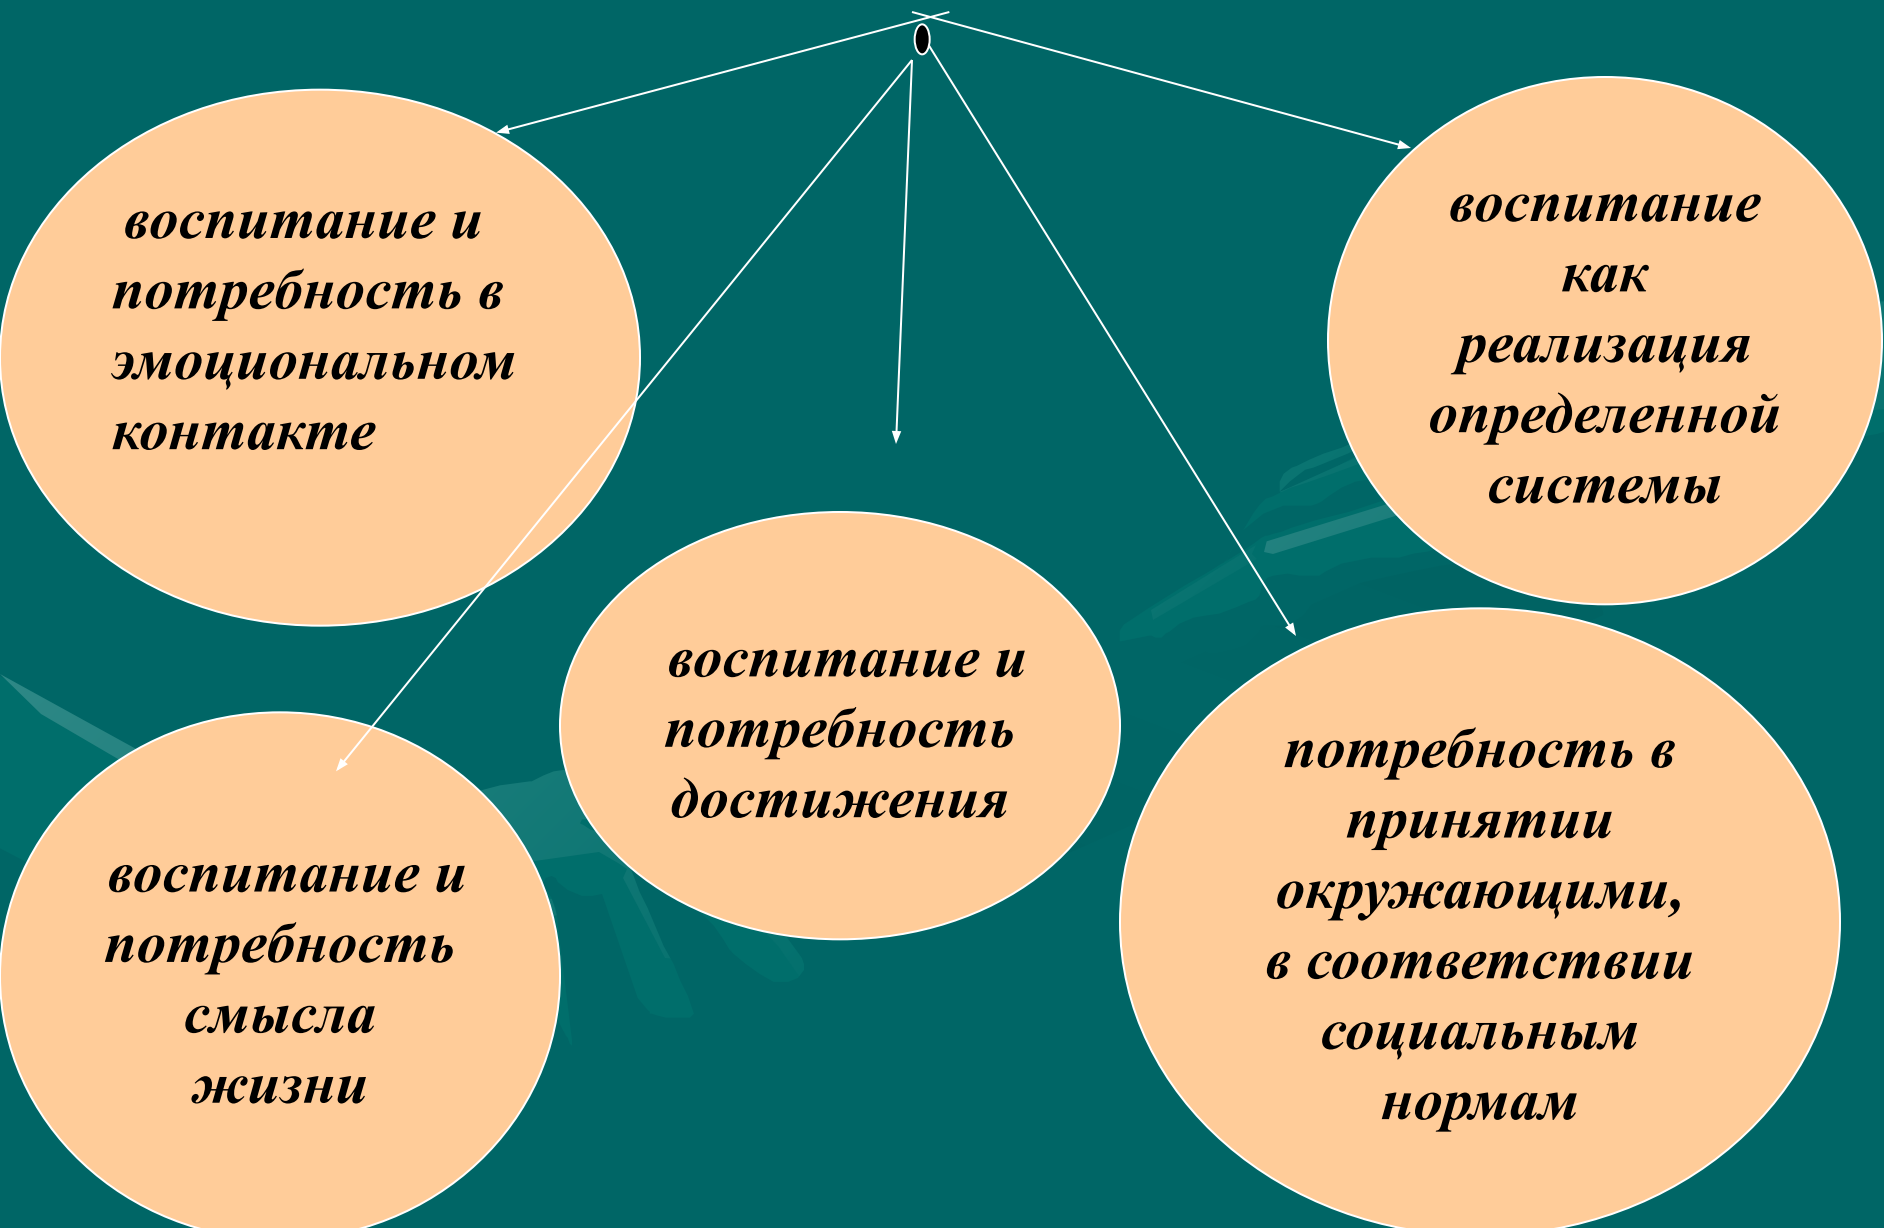 воспитание и
потребность в
эмоциональном
контакте
воспитание
как
реализация
определенной
системы
воспитание и
потребность
достижения
воспитание и
потребность
смысла
жизни
потребность в
принятии
окружающими,
в соответствии
социальным
нормам